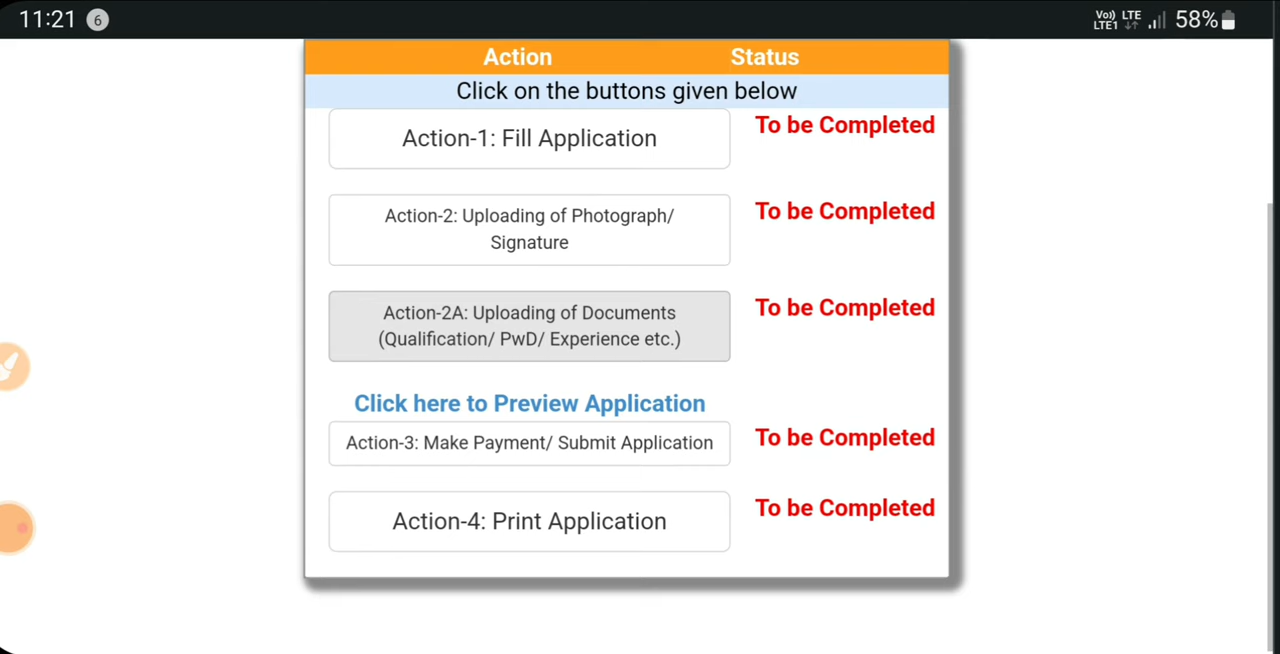 11:21 6 Vo)) LTE LTE1 58%
Action Status
Click on the buttons given below
Action-1: Fill Application To be Completed
Action-2: Uploading of Photograph/ To be Completed
Signature
Action-2A: Uploading of Documents To be Completed
(Qualification/ PwD/ Experience etc.)
Click here to Preview Application
Action-3: Make Payment/ Submit Application To be Completed
Action-4: Print Application To be Completed